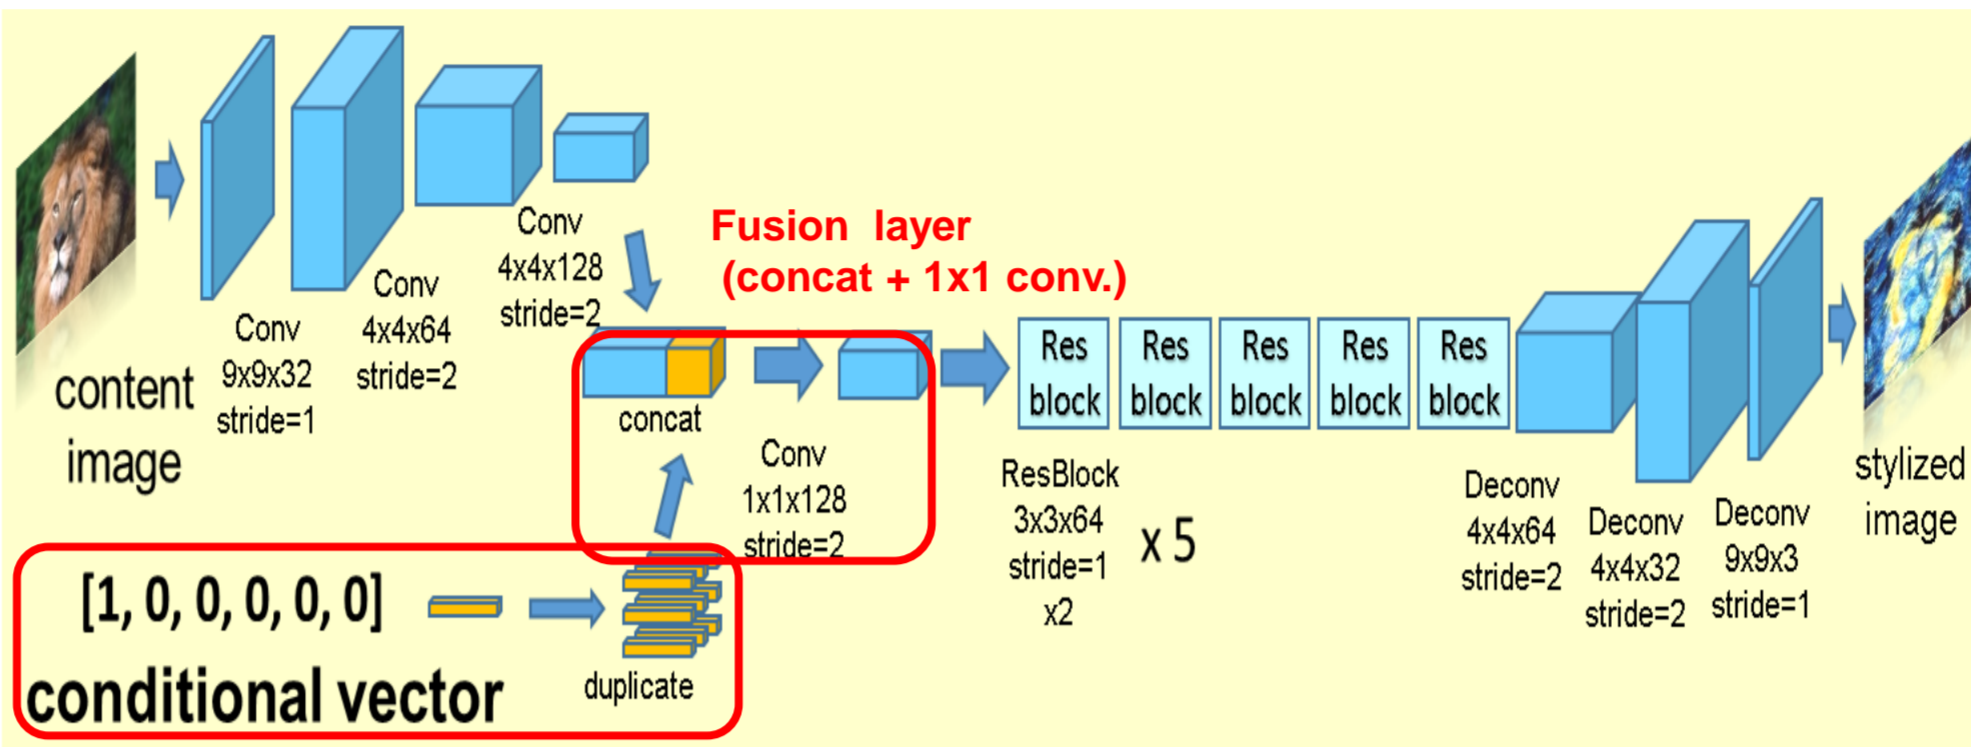 content
image
Conv
9x9x32
stride=1
Conv
4x4x64
stride=2
Conv
4x4x128
stride=2
Fusion layer
(concat + 1x1 conv.)
concat
Conv
1x1x128
stride=2
[1, 0, 0, 0, 0, 0]
conditional vector
duplicate
Res
block
Res
block
Res
block
Res
block
Res
block
ResBlock
3x3x64
stride=1
x2
x 5
Deconv
4x4x64
stride=2
Deconv
4x4x32
stride=2
Deconv
9x9x3
stride=1
stylized
image